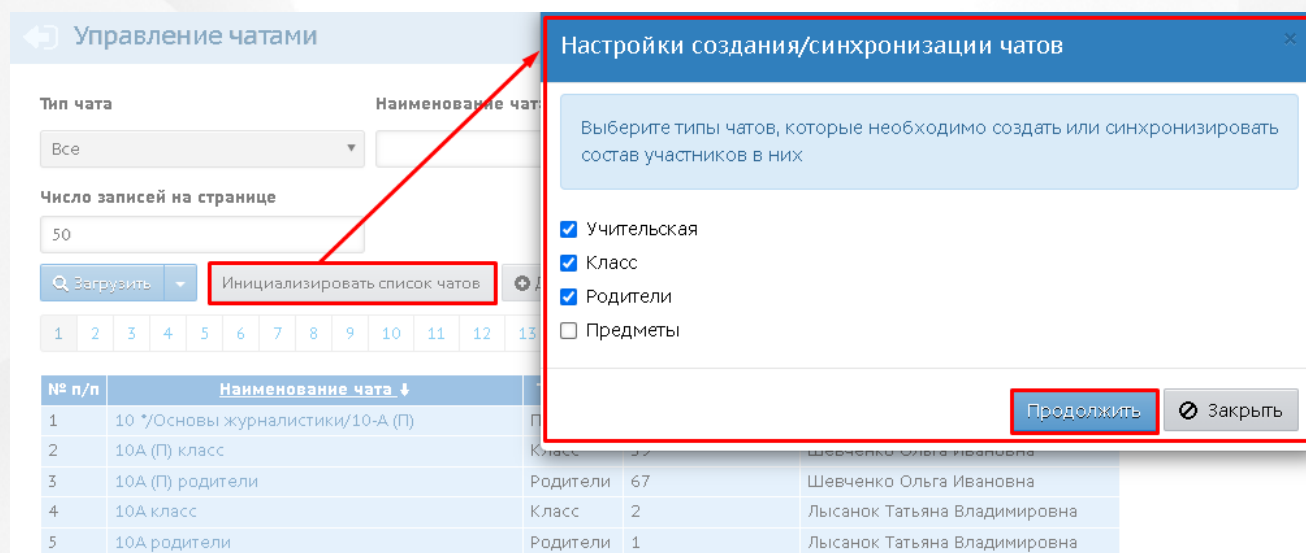 Управление чатами
Настройки создания/синхронизации чатов
×
Тип чата
Наименование
Выберите типы чатов, которые необходимо создать или синхронизировать
состав участников в них
Все
Число записей на странице
50
Учительская
Класс
Родители
Предметы
Загрузить
Инициализировать список чатов
1 2 3 4 5 6 7 8 9 10 11 12 13
Продолжить
Закрыть
№ п/п Наименование чата ↓
1 10 */Основы журналистики/10-А (П)
2 10А (П) класс Класс Шевченко Ольга Ивановна
3 10А (П) родители Родители 67 Шевченко Ольга Ивановна
4 10А класс Класс 2 Лысанок Татьяна Владимировна
5 10А родители Родители 1 Лысанок Татьяна Владимировна